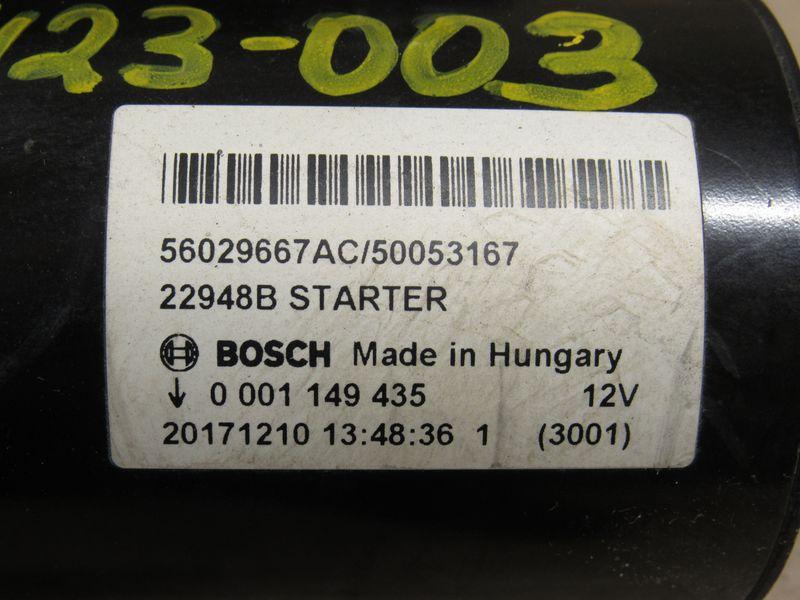 123-003
56029667AC/50053167
22948B STARTER
BOSCH Made in Hungary
↓ 0 001 149 435 12V
20171210 13:48:36 1 (3001)